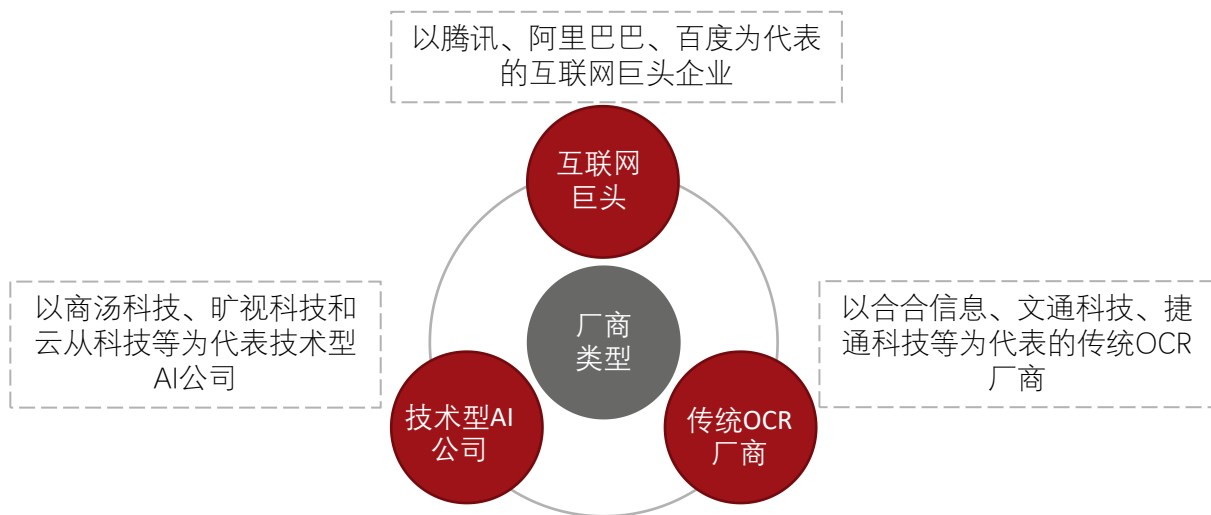 以腾讯、阿里巴巴、百度为代表
的互联网巨头企业
互联网
巨头
以商汤科技、旷视科技和
云从科技等为代表技术型
AI公司
厂商
类型
以合合信息、文通科技、捷
通科技等为代表的传统OCR
厂商
技术型AI
公司
传统OCR
厂商